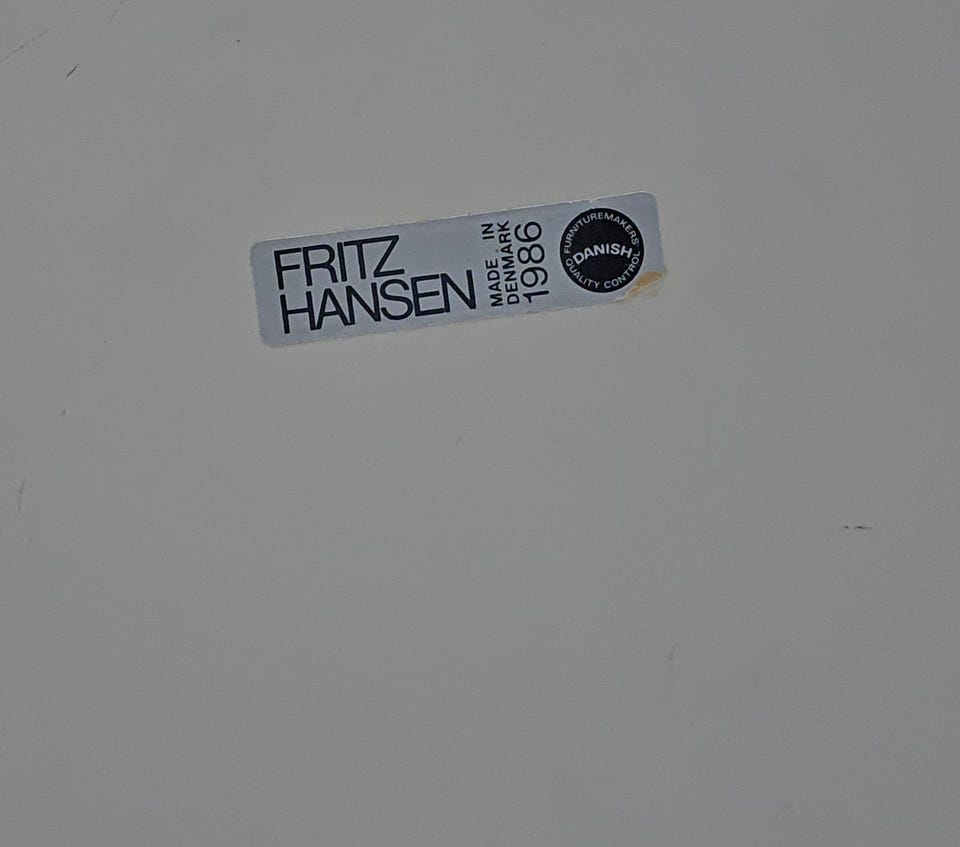 FRITZ
HANSEN
MADE IN
DENMARK
1986
FURNITUREMAKERS'
DANISH
QUALITY CONTROL